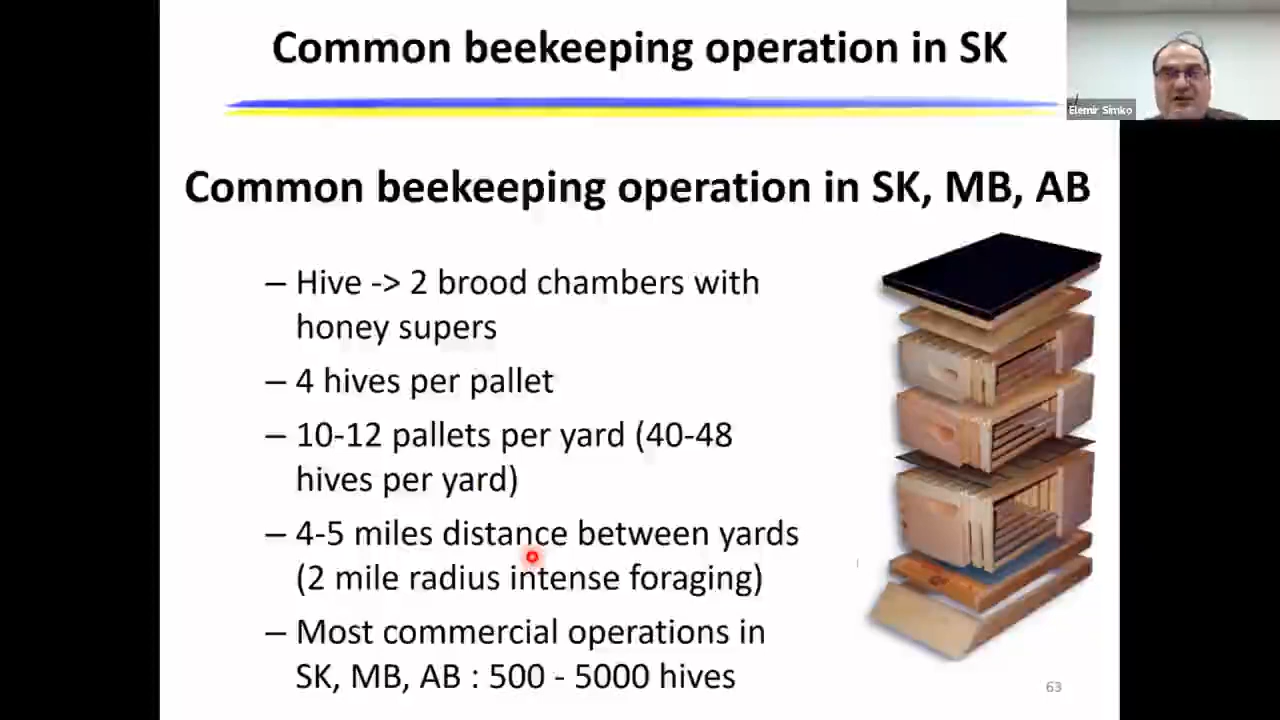 Common beekeeping operation in SK
Elemir Simko
Common beekeeping operation in SK, MB, AB
– Hive -> 2 brood chambers with
honey supers
– 4 hives per pallet
– 10-12 pallets per yard (40-48
hives per yard)
– 4-5 miles distance between yards
(2 mile radius intense foraging)
– Most commercial operations in
SK, MB, AB : 500 - 5000 hives
63